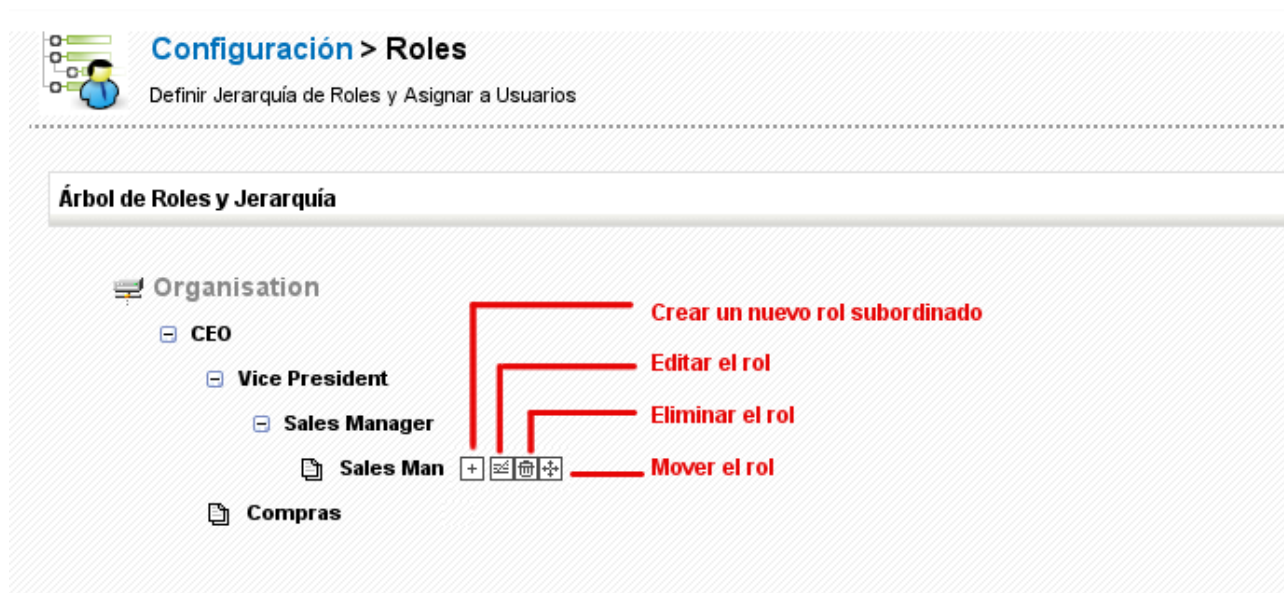 Configuración > Roles
Definir Jerarquía de Roles y Asignar a Usuarios
Árbol de Roles y Jerarquía
Organisation
Crear un nuevo rol subordinado
CEO
Editar el rol
Vice President
Eliminar el rol
Sales Manager
Sales Man
Mover el rol
Compras